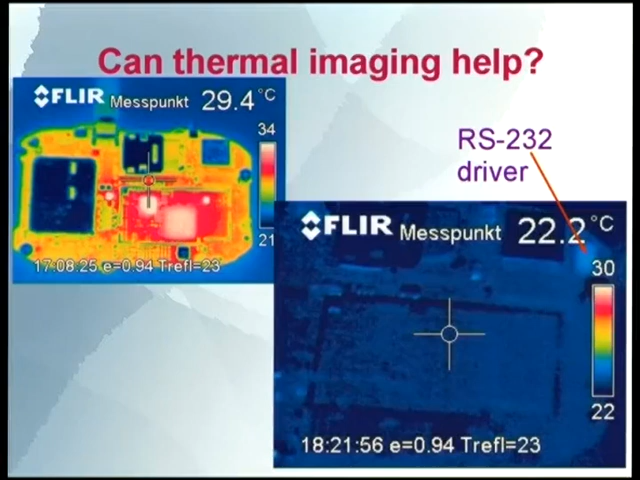 Can thermal imaging help?
FLIR Messpunkt 29.4 °C
34
21
17:08:25 e=0.94 Trefl=23
RS-232
driver
FLIR Messpunkt 22.2 °C
30
22
18:21:56 e=0.94 Trefl=23